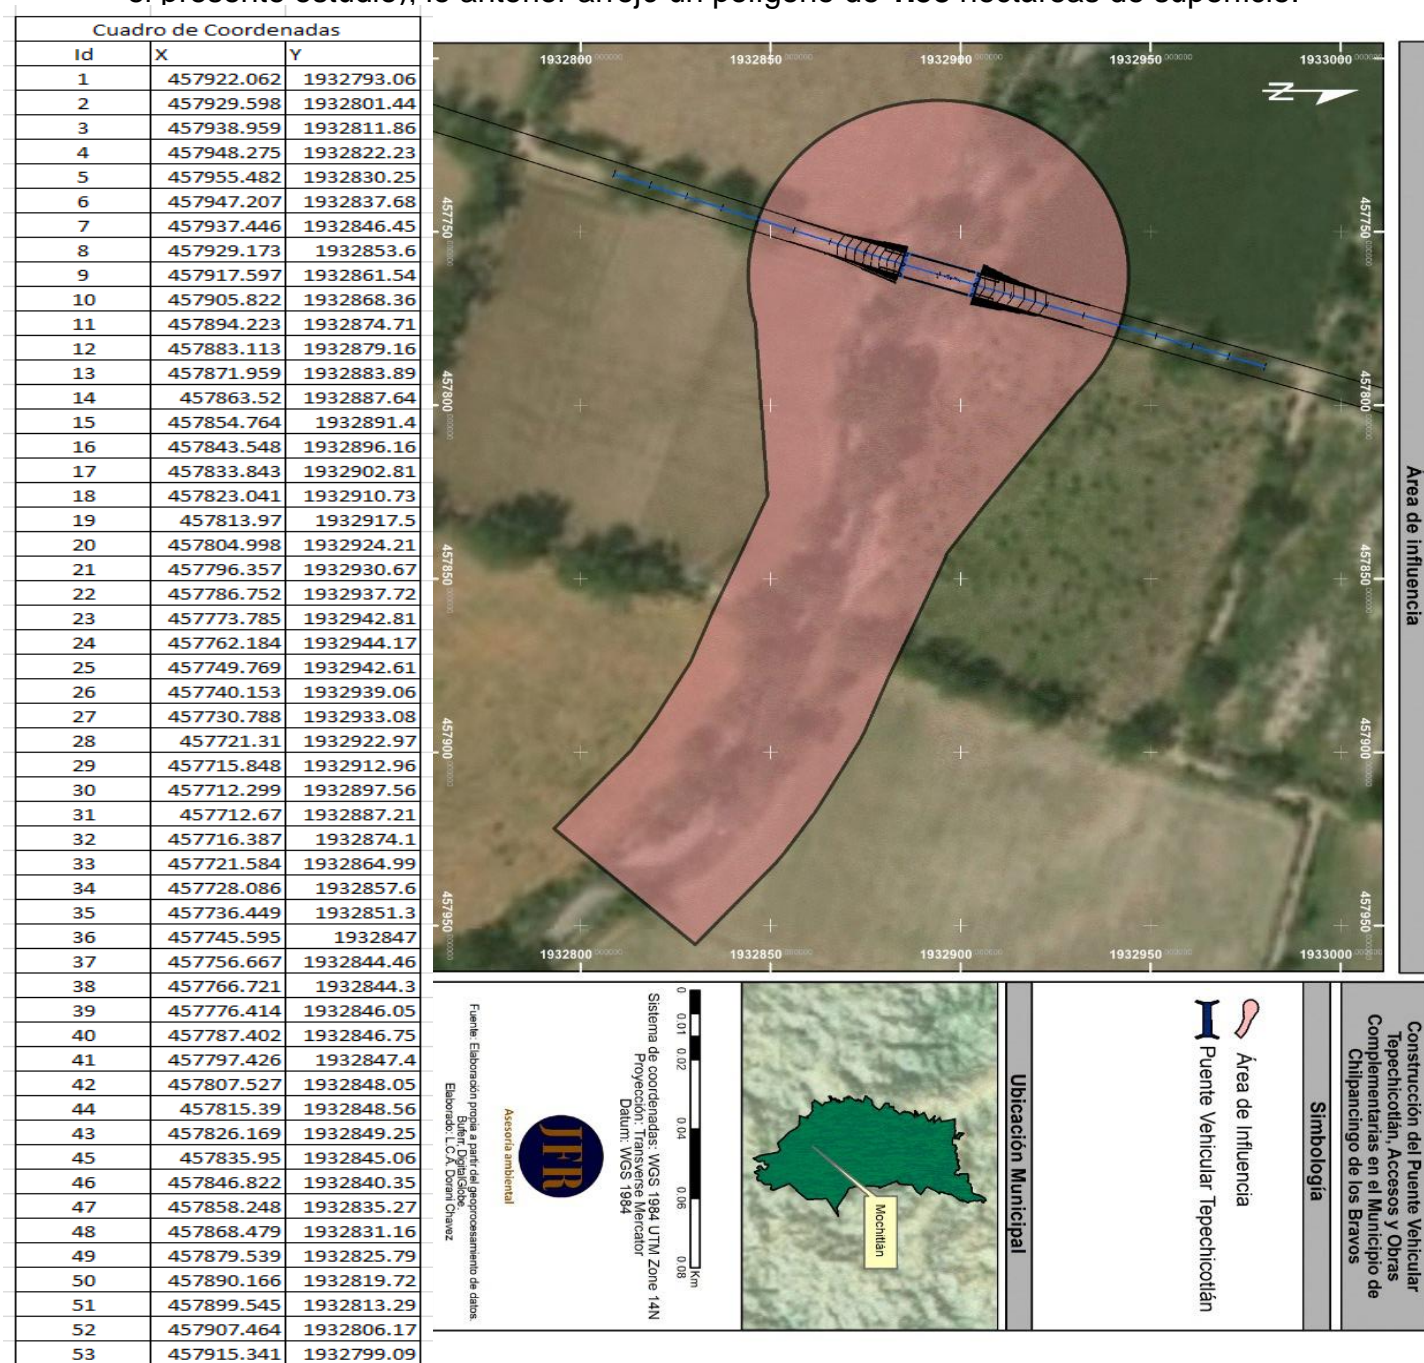 Cuadro de Coordenadas
Id X Y
1 457922.062 1932793.06
2 457929.598 1932801.44
3 457938.959 1932811.86
4 457948.275 1932822.23
5 457955.482 1932830.25
6 457947.207 1932837.68
7 457937.446 1932846.45
8 457929.173 1932853.6
9 457917.597 1932861.54
10 457905.822 1932868.36
11 457894.223 1932874.71
12 457883.113 1932879.16
13 457871.959 1932883.89
14 457863.52 1932887.64
15 457854.764 1932891.4
16 457843.548 1932896.16
17 457833.843 1932902.81
18 457823.041 1932910.73
19 457813.97 1932917.5
20 457804.998 1932924.21
21 457796.357 1932930.67
22 457786.752 1932937.72
23 457773.785 1932942.81
24 457762.184 1932944.17
25 457749.769 1932942.61
26 457740.153 1932939.06
27 457730.788 1932933.08
28 457721.31 1932922.97
29 457715.848 1932912.96
30 457712.299 1932897.56
31 457712.67 1932887.21
32 457716.387 1932874.1
33 457721.584 1932864.99
34 457728.086 1932857.6
35 457736.449 1932851.3
36 457745.595 1932847
37 457756.667 1932844.46
38 457766.721 1932844.3
39 457776.414 1932846.05
40 457787.402 1932846.75
41 457797.426 1932847.4
42 457807.527 1932848.05
44 457815.39 1932848.56
43 457826.169 1932849.25
45 457835.95 1932845.06
46 457846.822 1932840.35
47 457858.248 1932835.27
48 457868.479 1932831.16
49 457879.539 1932825.79
50 457890.166 1932819.72
51 457899.545 1932813.29
52 457907.464 1932806.17
53 457915.341 1932799.09
1932800 1932850 1932900 1932950 1933000
N
457750 457800 457850 457900 457950
457750 457800 457850 457900 457950
1932800 1932850 1932900 1932950 1933000
Área de influencia
Construcción del Puente Vehicular
Tepechicotlán, Accesos y Obras
Complementarias en el Municipio de
Chilpancingo de los Bravos
Simbología
Área de Influencia
Puente Vehicular Tepechicotlán
Ubicación Municipal
Mochitlán
0 0.01 0.02 0.04 0.06 0.08
Km
Sistema de coordenadas: WGS 1984 UTM Zone 14N
Proyección: Transverse Mercator
Datum: WGS 1984
JFR
Asesoría ambiental
Fuente: Elaboración propia a partir del geoprocesamiento de datos.
Buferr, DigitalGlobe.
Elaborado: L.C.A. Dorani Chavez